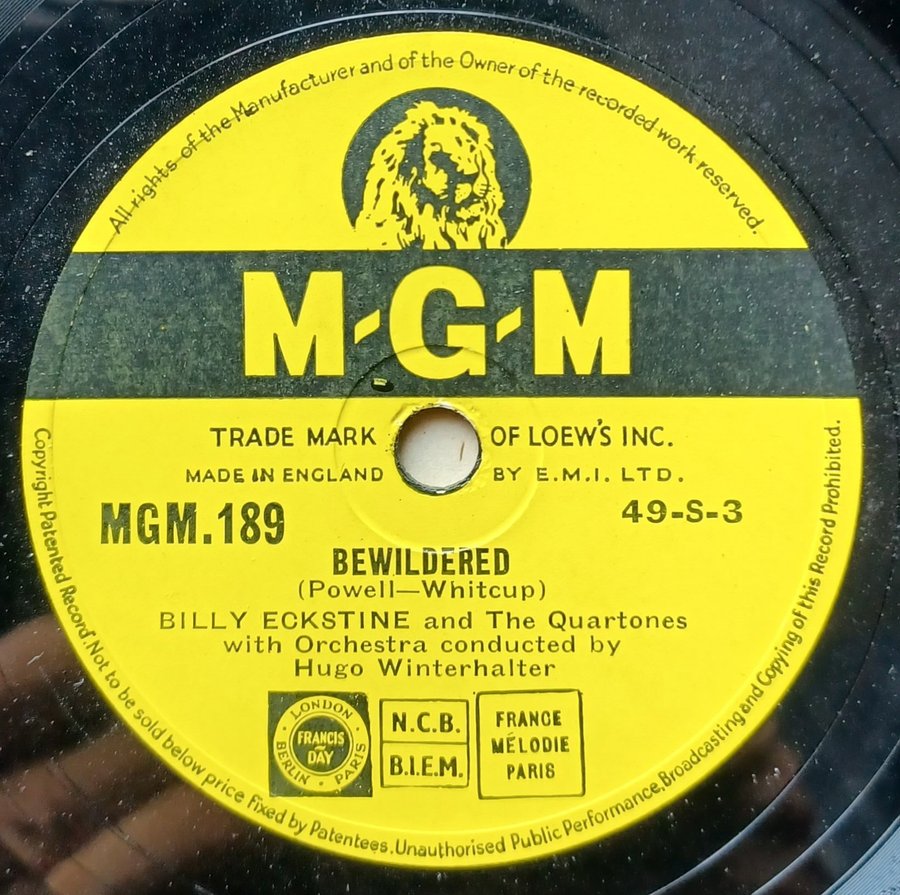 All rights of the Manufacturer and of the Owner of the recorded work reserved.
M-G-M
TRADE MARK OF LOEW'S INC.
MADE IN ENGLAND BY E.M.I. LTD.
MGM.189 49-S-3
BEWILDERED
(Powell—Whitcup)
BILLY ECKSTINE and The Quartones
with Orchestra conducted by
Hugo Winterhalter
LONDON
FRANCIS
DAY
BERLIN PARIS
N.C.B.
B.I.E.M.
FRANCE
MÉLODIE
PARIS
Copyright Patented Record. Not to be sold below price fixed by Patentees. Unauthorised Public Performance, Broadcasting and Copying of this Record Prohibited.